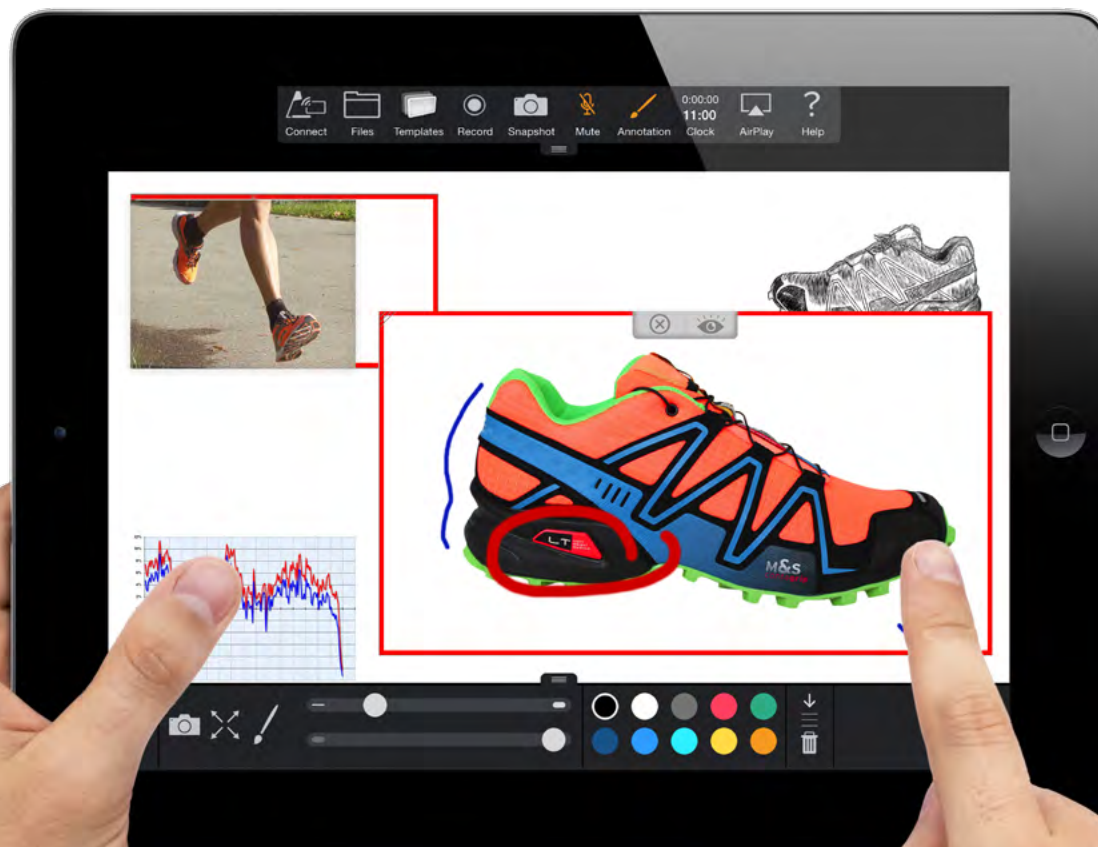 Connect
Files
Templates
Record
Snapshot
Mute
Annotation
0:00:00
11:00
Clock
AirPlay
Help
LT
M&S